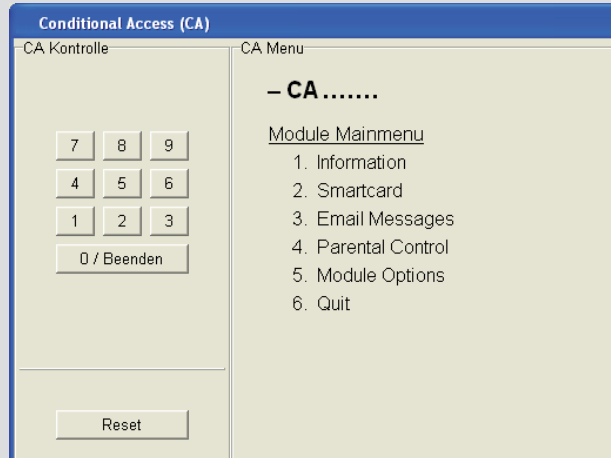 Conditional Access (CA)
CA Kontrolle
7 8 9
4 5 6
1 2 3
0 / Beenden
Reset
CA Menu
– CA.......
Module Mainmenu
1. Information
2. Smartcard
3. Email Messages
4. Parental Control
5. Module Options
6. Quit